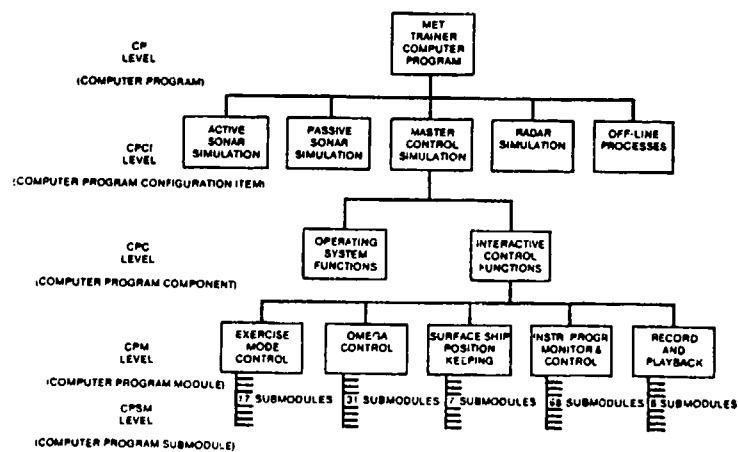 MET
TRAINER
COMPUTER
PROGRAM
CP
LEVEL
(COMPUTER PROGRAM)
ACTIVE
SONAR
SIMULATION
PASSIVE
SONAR
SIMULATION
MASTER
CONTROL
SIMULATION
RADAR
SIMULATION
OFF-LINE
PROCESSES
CPCI
LEVEL
(COMPUTER PROGRAM CONFIGURATION ITEM)
OPERATING
SYSTEM
FUNCTIONS
INTERACTIVE
CONTROL
FUNCTIONS
CPC
LEVEL
(COMPUTER PROGRAM COMPONENT)
EXERCISE
MODE
CONTROL
OMEGA
CONTROL
SURFACE SHIP
POSITION
KEEPING
INSTR. PROGR
MONITOR &
CONTROL
RECORD
AND
PLAYBACK
CPM
LEVEL
(COMPUTER PROGRAM MODULE)
17 SUBMODULES
31 SUBMODULES
7 SUBMODULES
68 SUBMODULES
SUBMODULES
CPSM
LEVEL
(COMPUTER PROGRAM SUBMODULE)